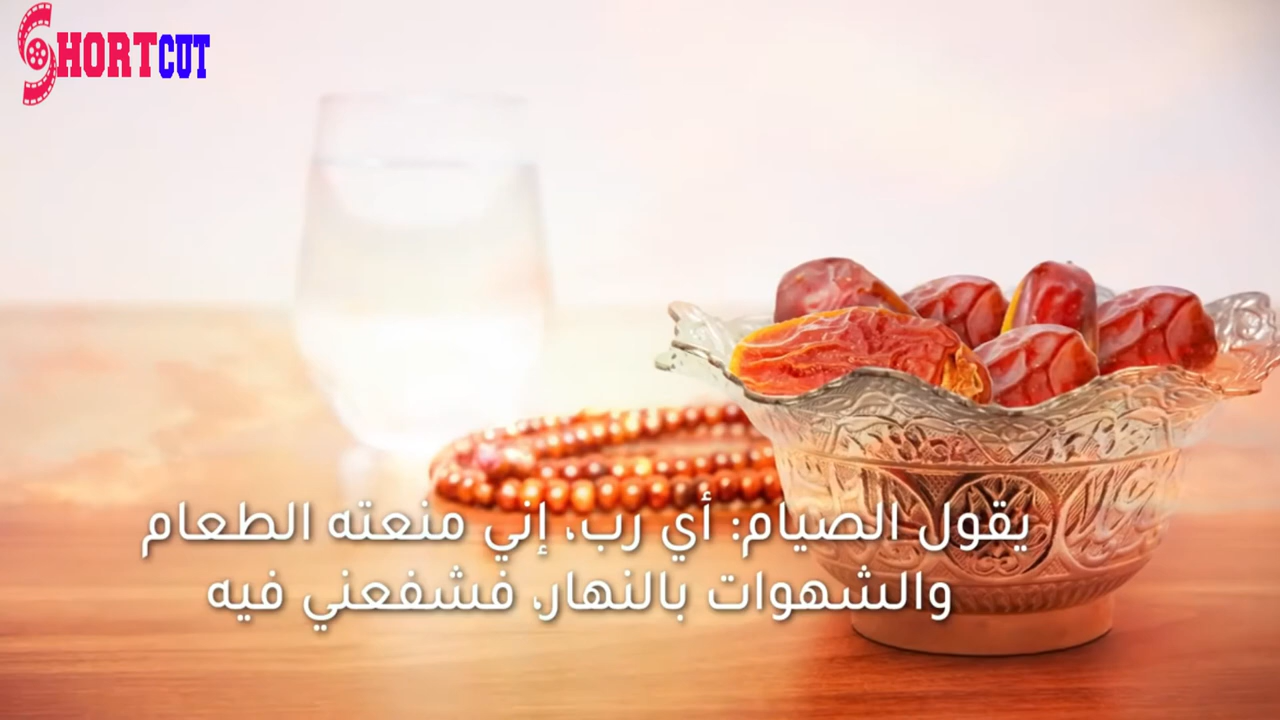 SHORTCUT
يقول الصيام: أي رب، إني منعته الطعام
والشهوات بالنهار، فشفعني فيه